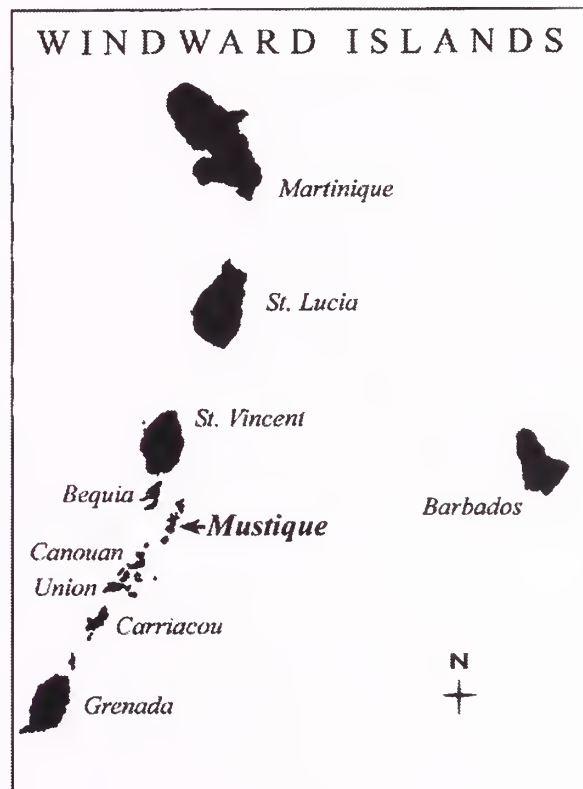 WINDWARD ISLANDS
Martinique
St. Lucia
St. Vincent
Bequia
Barbados
Mustique
Canouan
Union
Carriacou
N
Grenada